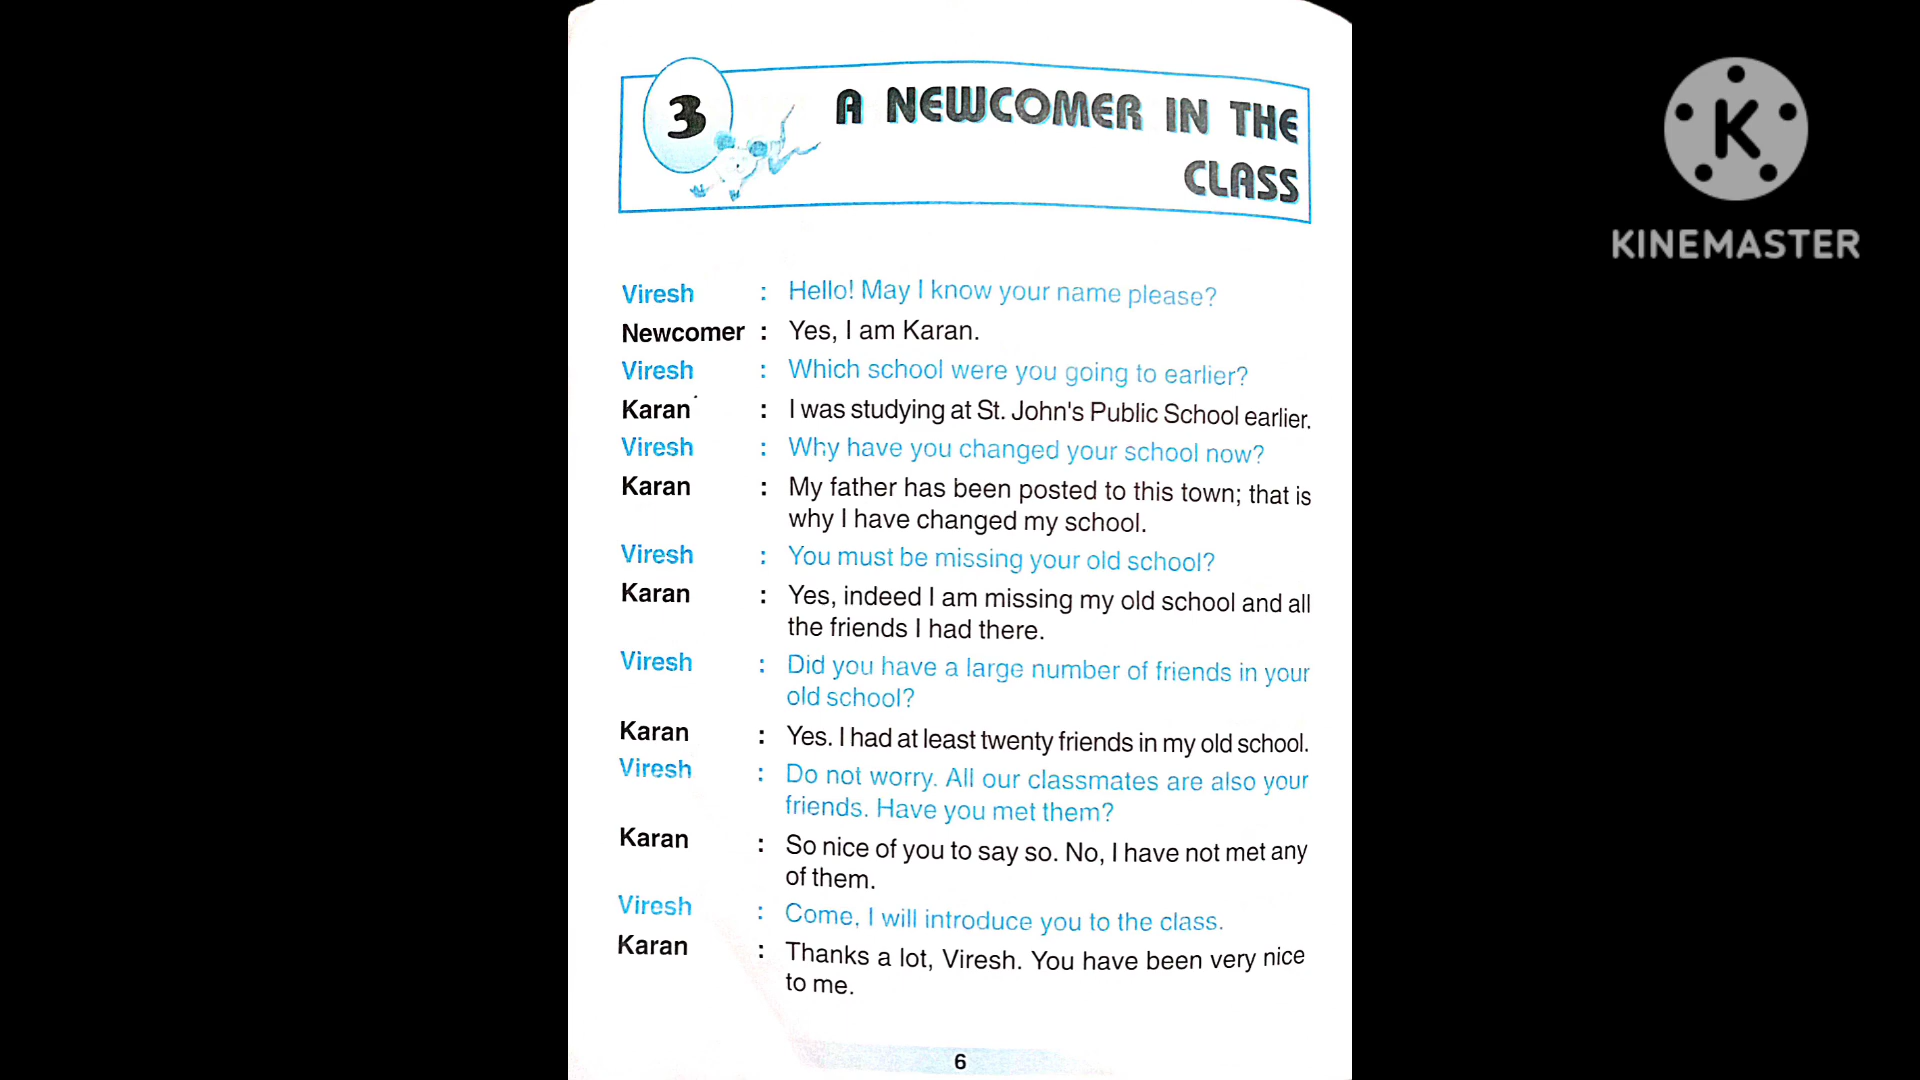 3
A NEWCOMER IN THE
CLASS
K
KINEMASTER
Viresh : Hello! May I know your name please?
Newcomer : Yes, I am Karan.
Viresh : Which school were you going to earlier?
Karan : I was studying at St. John's Public School earlier.
Viresh : Why have you changed your school now?
Karan : My father has been posted to this town; that is
why I have changed my school.
Viresh : You must be missing your old school?
Karan : Yes, indeed I am missing my old school and all
the friends I had there.
Viresh : Did you have a large number of friends in your
old school?
Karan : Yes. I had at least twenty friends in my old school.
Viresh : Do not worry. All our classmates are also your
friends. Have you met them?
Karan : So nice of you to say so. No, I have not met any
of them.
Viresh : Come, I will introduce you to the class.
Karan : Thanks a lot, Viresh. You have been very nice
to me.
6